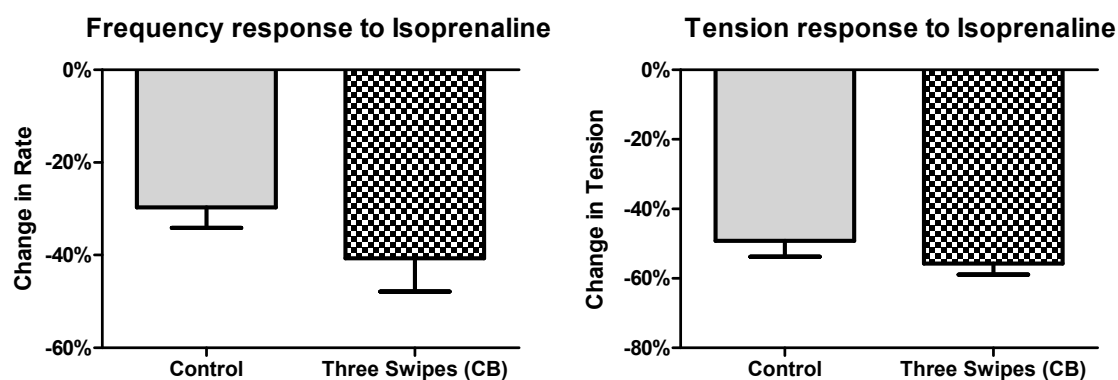 Frequency response to Isoprenaline
0%
-20%
-40%
-60%
Change in Rate
Control
Three Swipes (CB)
Tension response to Isoprenaline
0%
-20%
-40%
-60%
-80%
Change in Tension
Control
Three Swipes (CB)